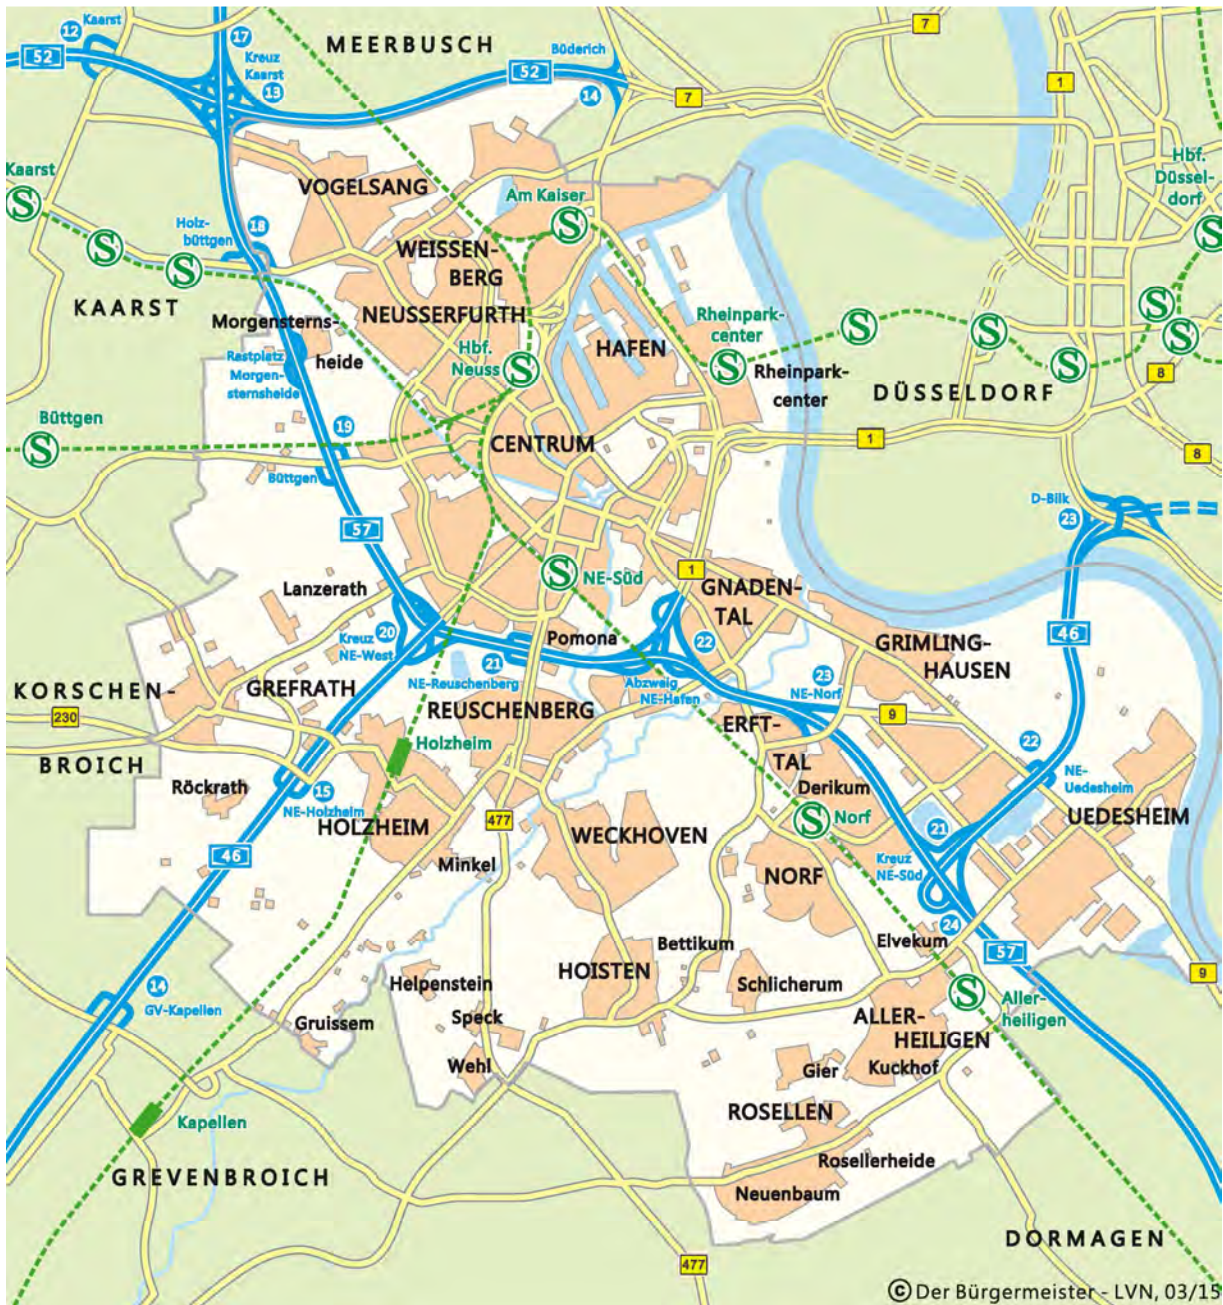 12 Kaarst
17
52
Kreuz
Kaarst
13
MEERBUSCH
Büderich
52
14
7
7
1
Kaarst
S
S
S
Holz-
büttgen
18
VOGELSANG
Am Kaiser
S
Hbf.
Düssel-
dorf
S
WEISSEN-
BERG
KAARST
NEUSSERFURTH
Morgensterns-
heide
Rastplatz
Morgen-
sternsheide
Hbf.
Neuss
S
HAFEN
Rheinpark-
center
S
Rheinpark-
center
S
S
S
S
S
8
DÜSSELDORF
Büttgen
S
19
Büttgen
CENTRUM
1
8
D-Bilk
23
57
Lanzerath
S
NE-Süd
1
GNADEN-
TAL
Kreuz
NE-West
20
Pomona
21
NE-Reuschenberg
Abzweig
NE-Hafen
22
46
GRIMLING-
HAUSEN
23
NE-Norf
KORSCHEN-
BROICH
230
GREFRATH
REUSCHENBERG
9
ERFT-
TAL
Holzheim
22
NE-
Uedesheim
Röckrath
15
NE-Holzheim
HOLZHEIM
477
Derikum
S
Norf
UEDESHEIM
WECKHOVEN
21
Kreuz
NE-Süd
46
Minkel
NORF
24
Elvekum
57
Bettikum
HOISTEN
Schlicherum
S
Aller-
heiligen
9
14
GV-Kapellen
Helpenstein
Gruissem
Speck
Wehl
ALLER-
HEILIGEN
Kuckhof
Gier
Kapellen
ROSELLEN
Rosellerheide
Neuenbaum
GREVENBROICH
DORMAGEN
477
© Der Bürgermeister - LVN, 03/15